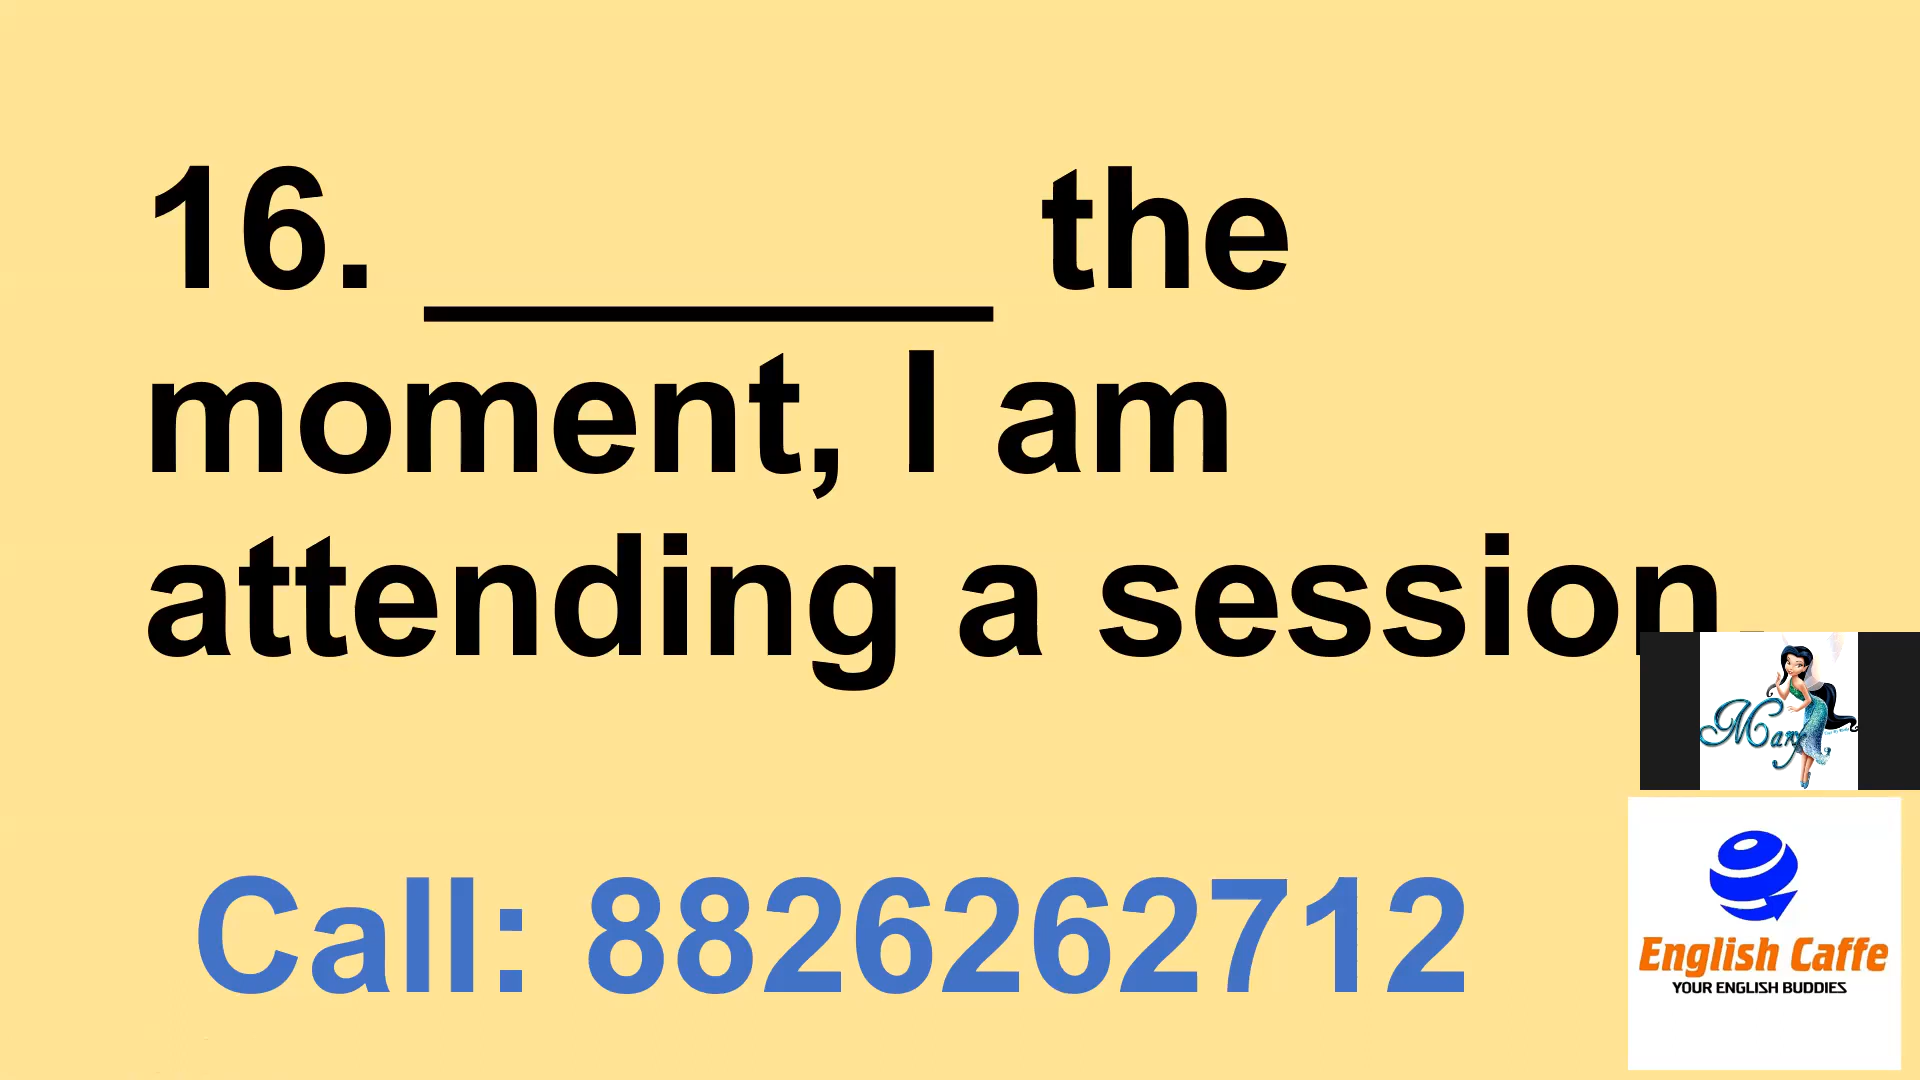 16. ________ the
moment, I am
attending a session.
Mary
Call: 8826262712
English Caffe
YOUR ENGLISH BUDDIES